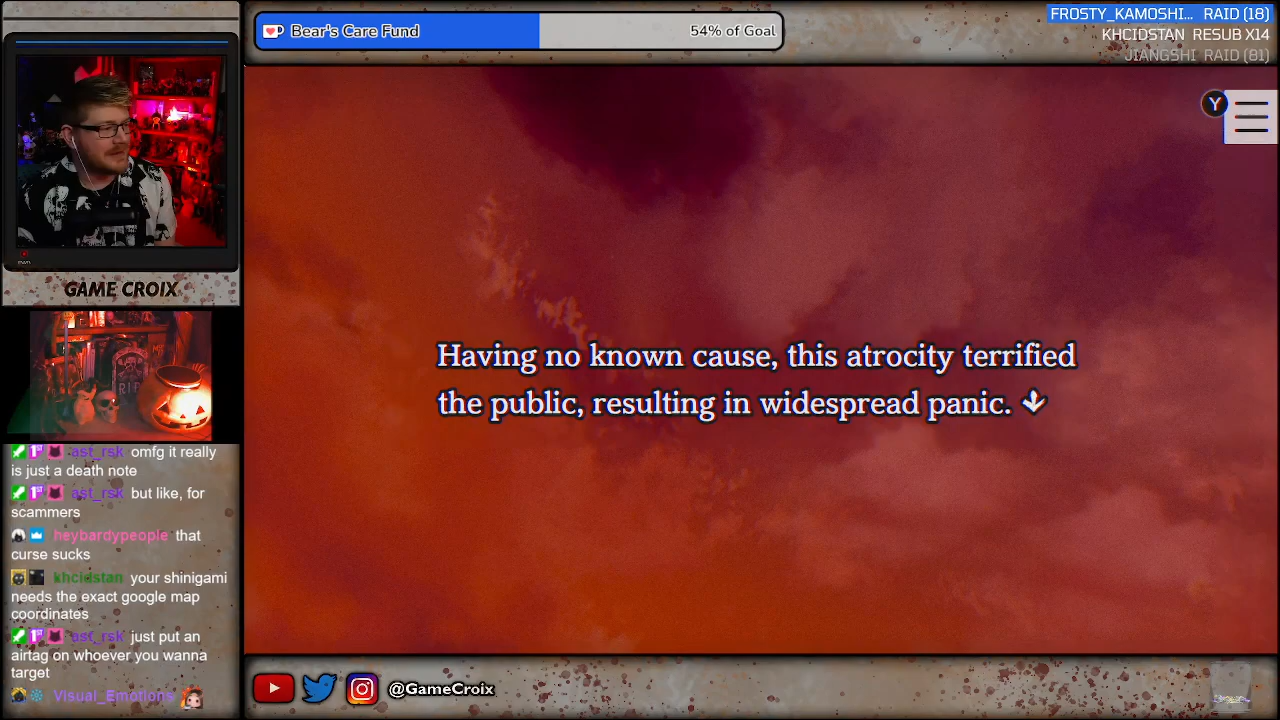 Bear's Care Fund
54% of Goal
FROSTY_KAMOSHI... RAID (18)
KHCIDSTAN RESUB X14
JIANGSHI RAID (81)
Y
GAME CROIX
Having no known cause, this atrocity terrified
the public, resulting in widespread panic.
RIP
ast_rsk omfg it really
is just a death note
ast_rsk but like, for
scammers
heybardypeople that
curse sucks
khcidstan your shinigami
needs the exact google map
coordinates
ast_rsk just put an
airtag on whoever you wanna
target
Visual_Emotions
@GameCroix